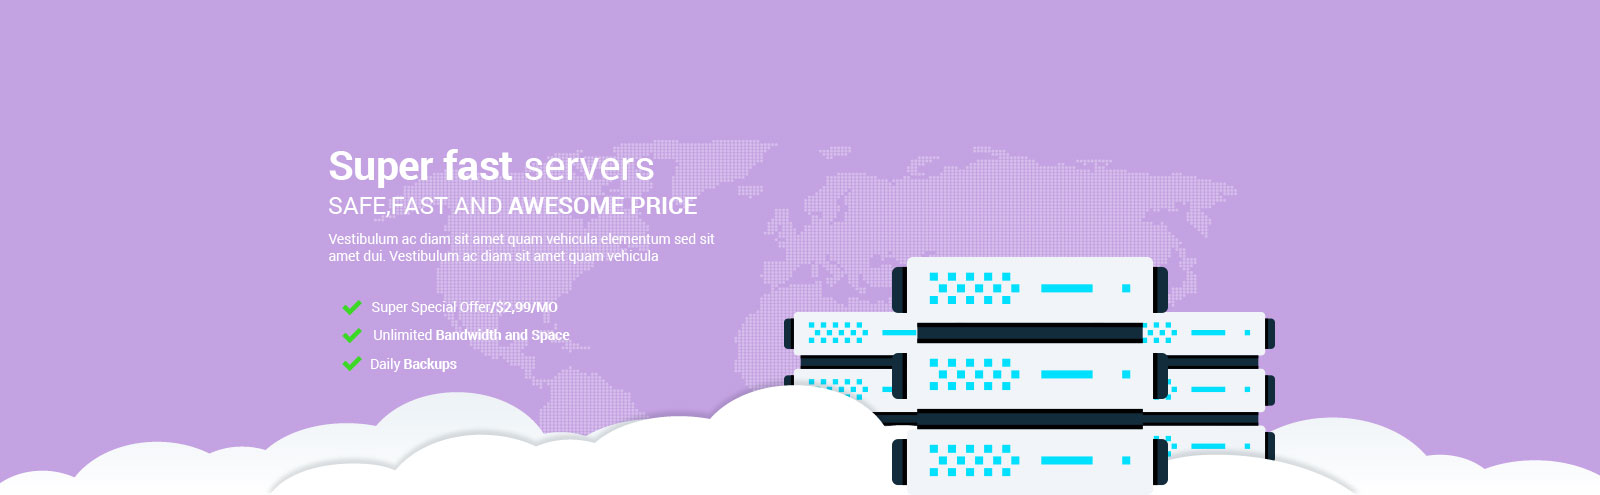 Super fast servers
SAFE,FAST AND AWESOME PRICE
Vestibulum ac diam sit amet quam vehicula elementum sed sit
amet dui. Vestibulum ac diam sit amet quam vehicula
Super Special Offer/$2,99/MO
Unlimited Bandwidth and Space
Daily Backups